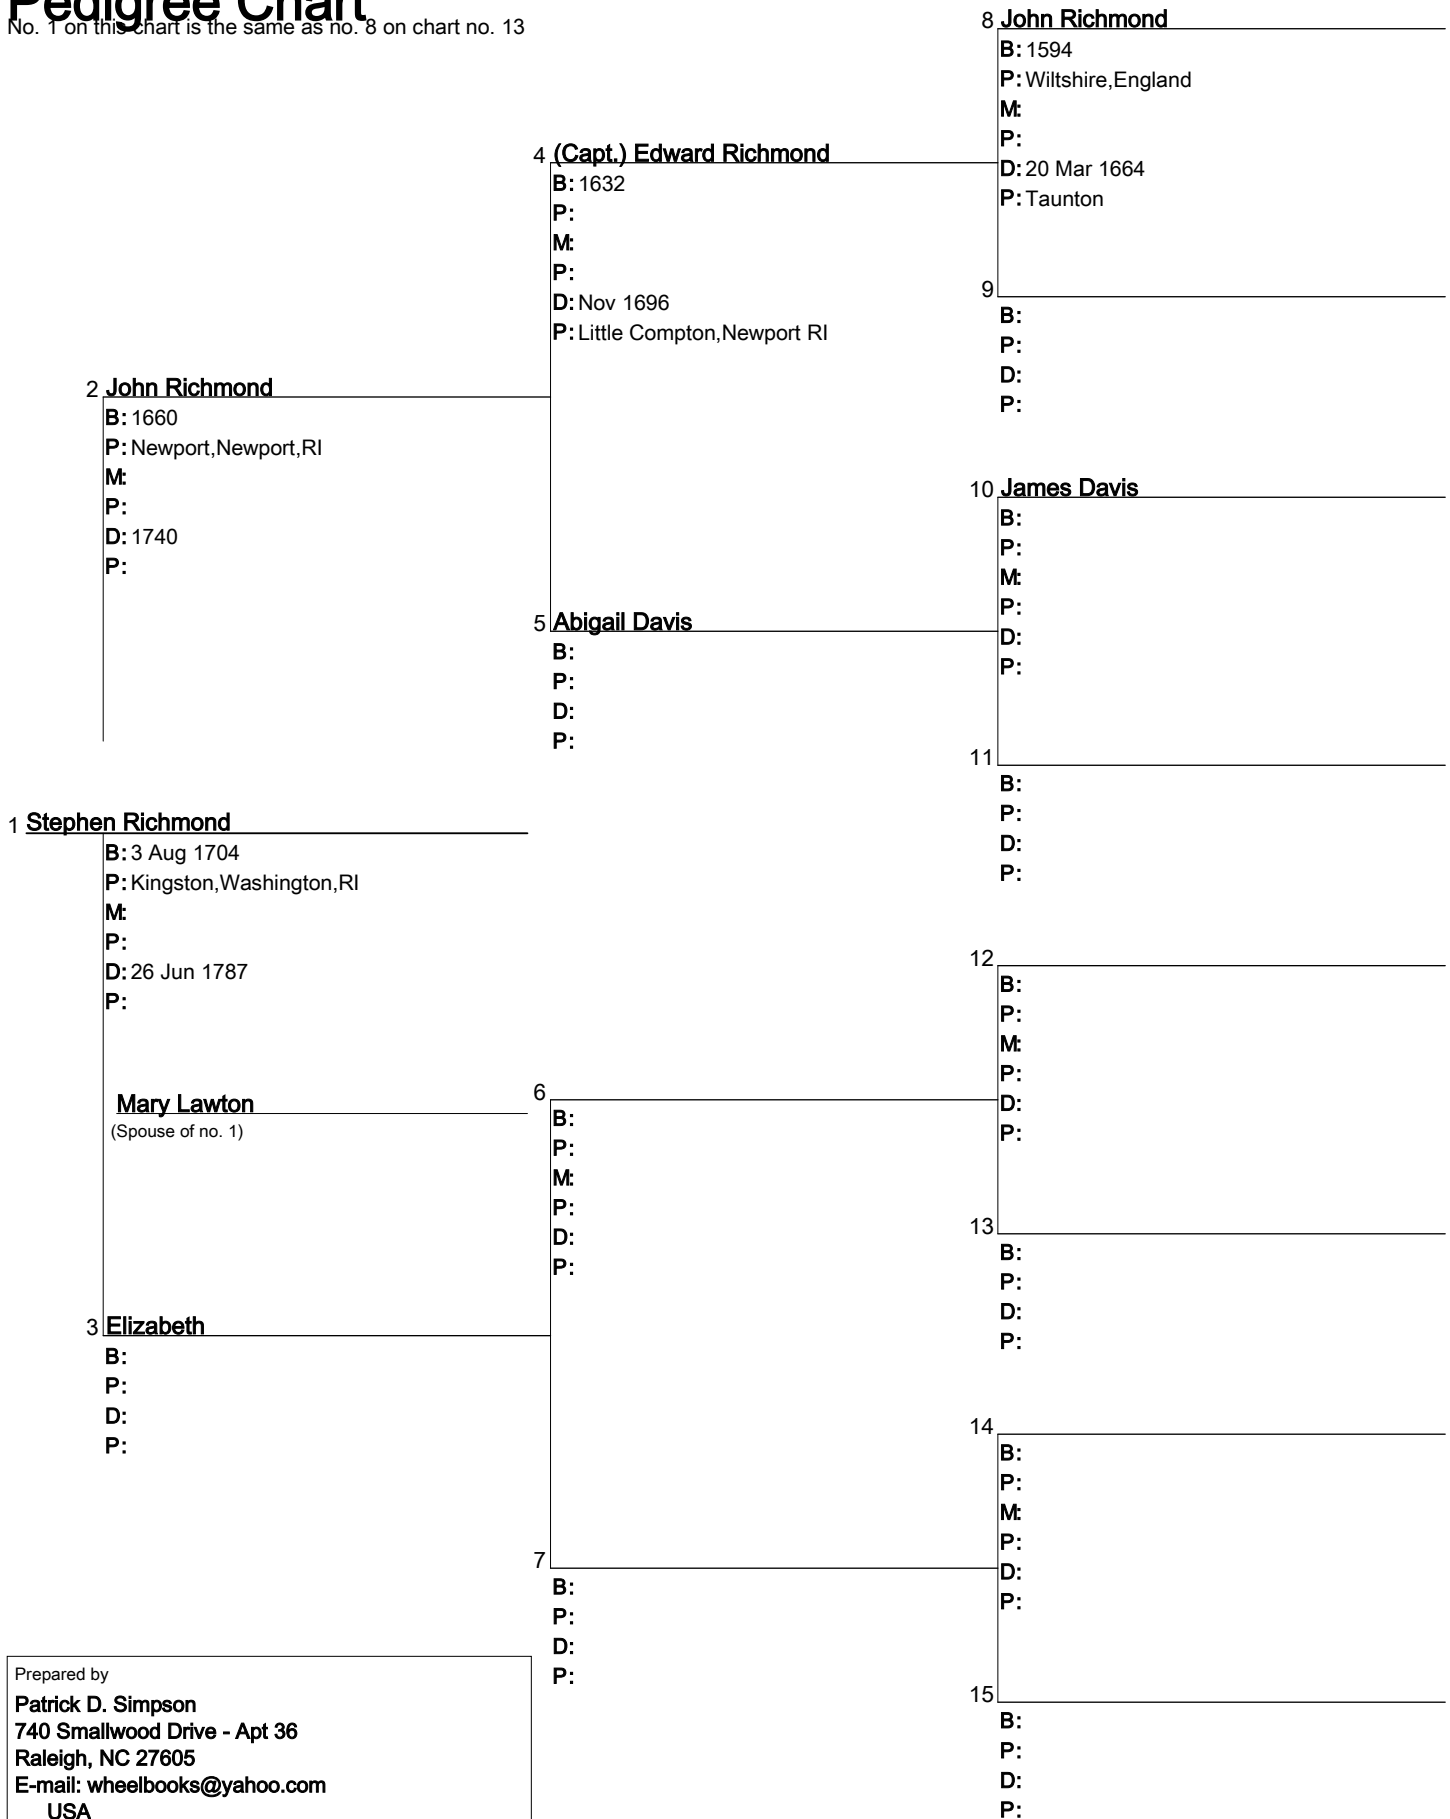 Pedigree Chart
No. 1 on this chart is the same as no. 8 on chart no. 13
8 John Richmond
B: 1594
P: Wiltshire,England
M:
P:
D: 20 Mar 1664
P: Taunton
4 (Capt.) Edward Richmond
B: 1632
P:
M:
P:
D: Nov 1696
P: Little Compton,Newport RI
9
B:
P:
D:
P:
2 John Richmond
B: 1660
P: Newport,Newport,RI
M:
P:
D: 1740
P:
10 James Davis
B:
P:
M:
P:
D:
P:
5 Abigail Davis
B:
P:
D:
P:
11
B:
P:
D:
P:
1 Stephen Richmond
B: 3 Aug 1704
P: Kingston,Washington,RI
M:
P:
D: 26 Jun 1787
P:
12
B:
P:
M:
P:
D:
P:
Mary Lawton
(Spouse of no. 1)
6
B:
P:
M:
P:
D:
P:
13
B:
P:
D:
P:
3 Elizabeth
B:
P:
D:
P:
14
B:
P:
M:
P:
D:
P:
7
B:
P:
D:
P:
15
B:
P:
D:
P:
Prepared by
Patrick D. Simpson
740 Smallwood Drive - Apt 36
Raleigh, NC 27605
E-mail: wheelbooks@yahoo.com
USA